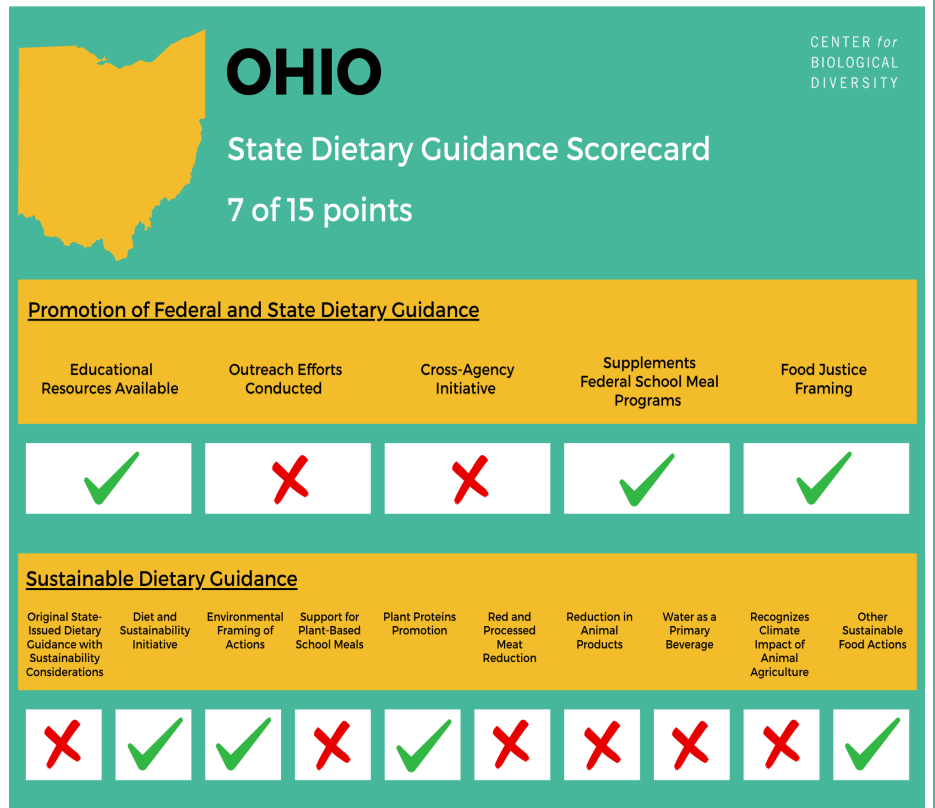 OHIO
CENTER for
BIOLOGICAL
DIVERSITY
State Dietary Guidance Scorecard
7 of 15 points
Promotion of Federal and State Dietary Guidance
Educational
Resources Available
Outreach Efforts
Conducted
Cross-Agency
Initiative
Supplements
Federal School Meal
Programs
Food Justice
Framing
Sustainable Dietary Guidance
Original State-
Issued Dietary
Guidance with
Sustainability
Considerations
Diet and
Sustainability
Initiative
Environmental
Framing of
Actions
Support for
Plant-Based
School Meals
Plant Proteins
Promotion
Red and
Processed
Meat
Reduction
Reduction in
Animal
Products
Water as a
Primary
Beverage
Recognizes
Climate
Impact of
Animal
Agriculture
Other
Sustainable
Food Actions